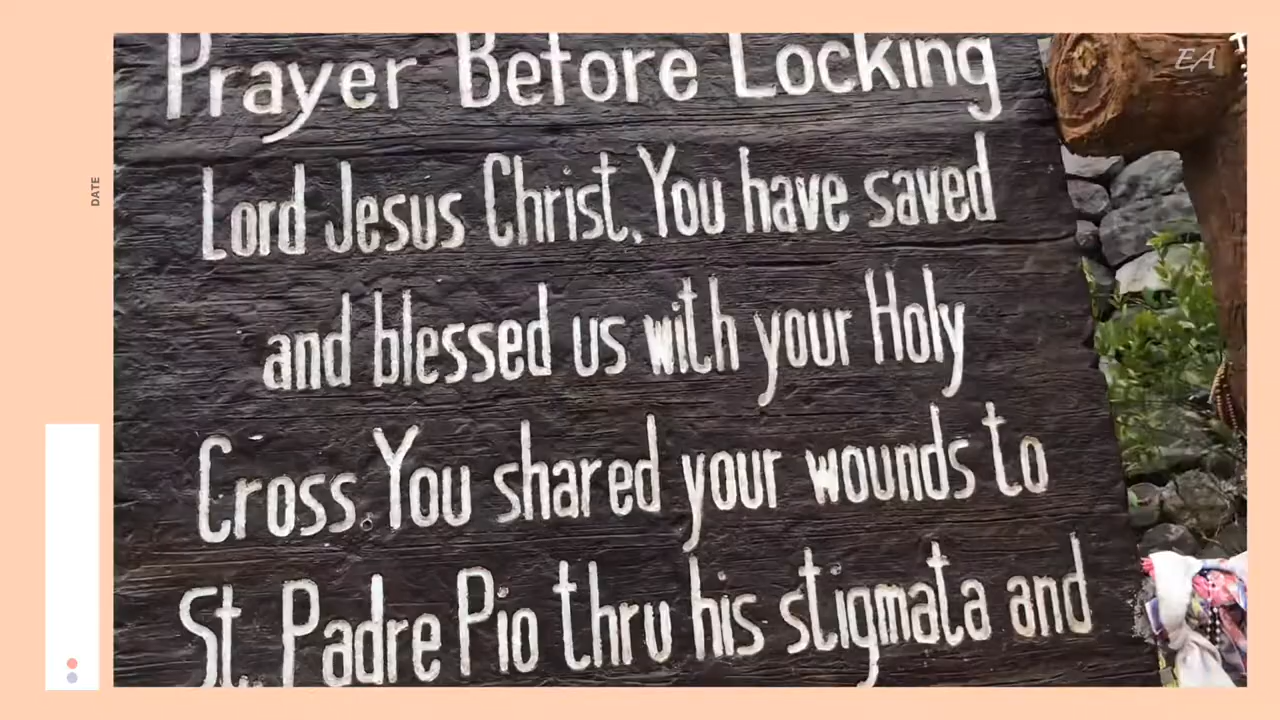 Prayer Before Locking
Lord Jesus Christ, You have saved
and blessed us with your Holy
Cross. You shared your wounds to
St. Padre Pio thru his stigmata and
EA
DATE